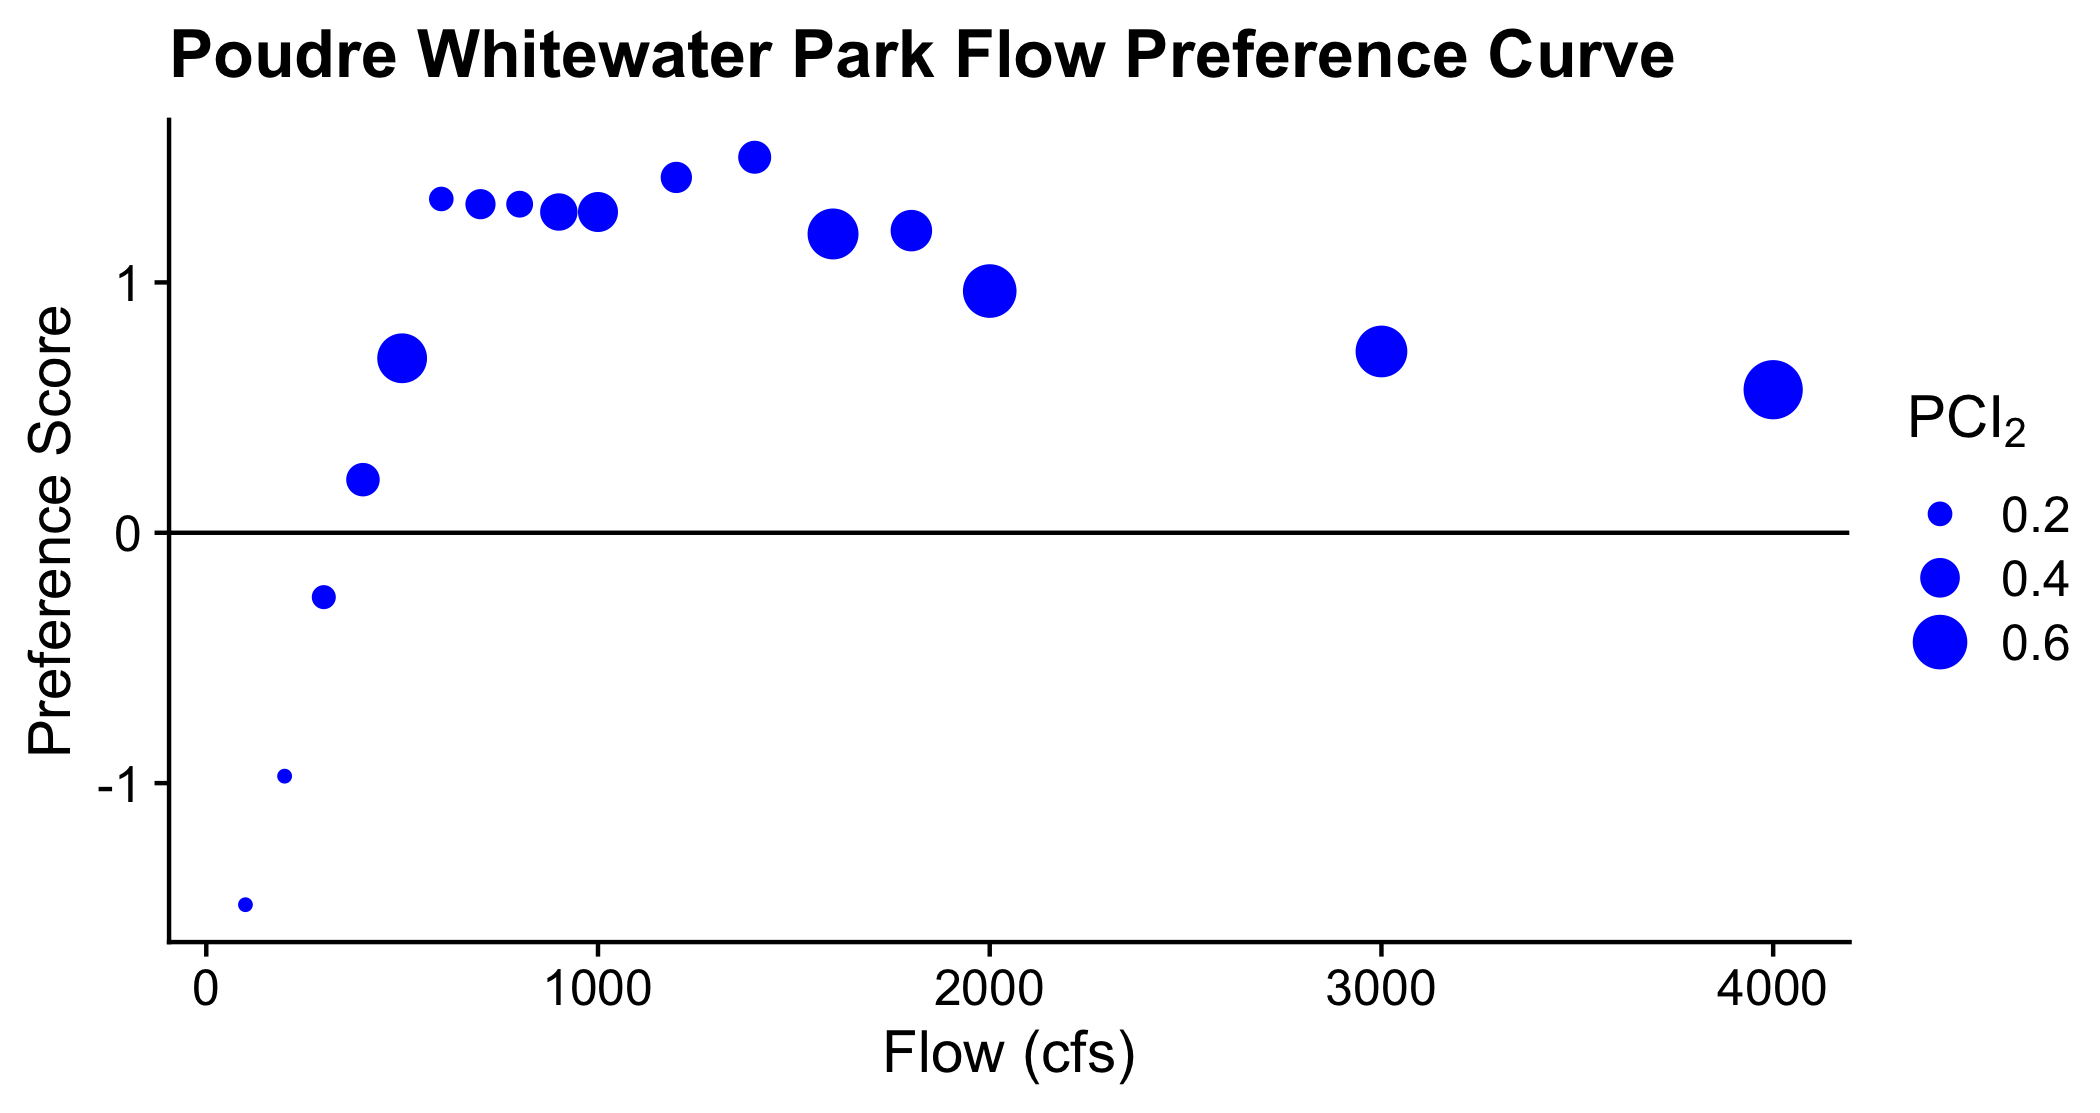 Poudre Whitewater Park Flow Preference Curve
Preference Score
1
0
-1
0 1000 2000 3000 4000
Flow (cfs)
PCI₂
0.2
0.4
0.6